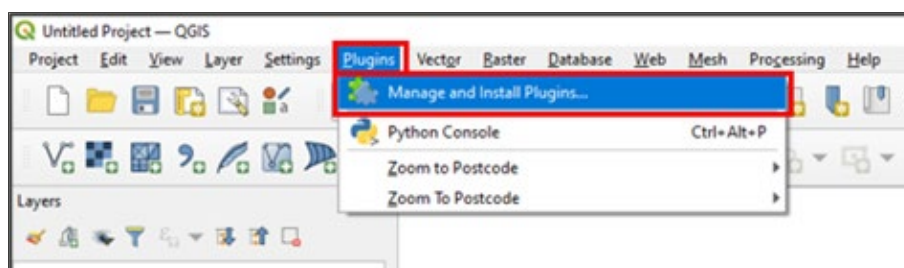 Untitled Project — QGIS
Project Edit View Layer Settings Plugins Vector Raster Database Web Mesh Processing Help
Manage and Install Plugins...
Python Console Ctrl+Alt+P
Zoom to Postcode
Zoom To Postcode
Layers